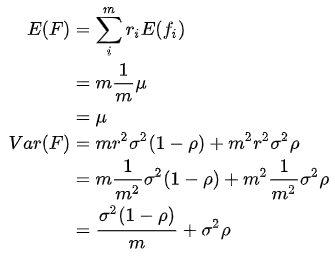 E(F) = \sum_{i}^{m} r_i E(f_i)
= m \frac{1}{m} \mu
= \mu
Var(F) = mr^2\sigma^2(1 - \rho) + m^2r^2\sigma^2\rho
= m \frac{1}{m^2} \sigma^2(1 - \rho) + m^2 \frac{1}{m^2} \sigma^2\rho
= \frac{\sigma^2(1 - \rho)}{m} + \sigma^2\rho